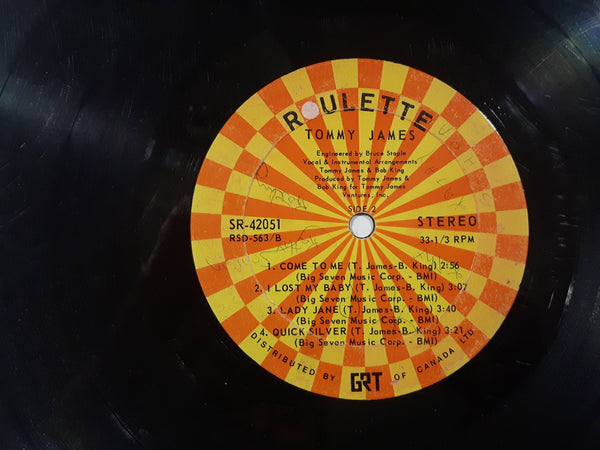 ROULETTE
TOMMY JAMES
Engineered by Bruce Staple
Vocal & Instrumental Arrangements
Tommy James & Bob King
Produced by Tommy James &
Bob King for Tommy James
Ventures, Inc.
SIDE 2
SR-42051
RSD-563/B
STEREO
33-1/3 RPM
1. COME TO ME (T. James-B. King) 2:56
(Big Seven Music Corp. - BMI)
2. I LOST MY BABY (T. James-B. King) 3:07
(Big Seven Music Corp. - BMI)
3. LADY JANE (T. James-B. King) 3:40
(Big Seven Music Corp. - BMI)
4. QUICK SILVER (T. James-B. King) 3:21
(Big Seven Music Corp. - BMI)
DISTRIBUTED BY GRT OF CANADA LTD.